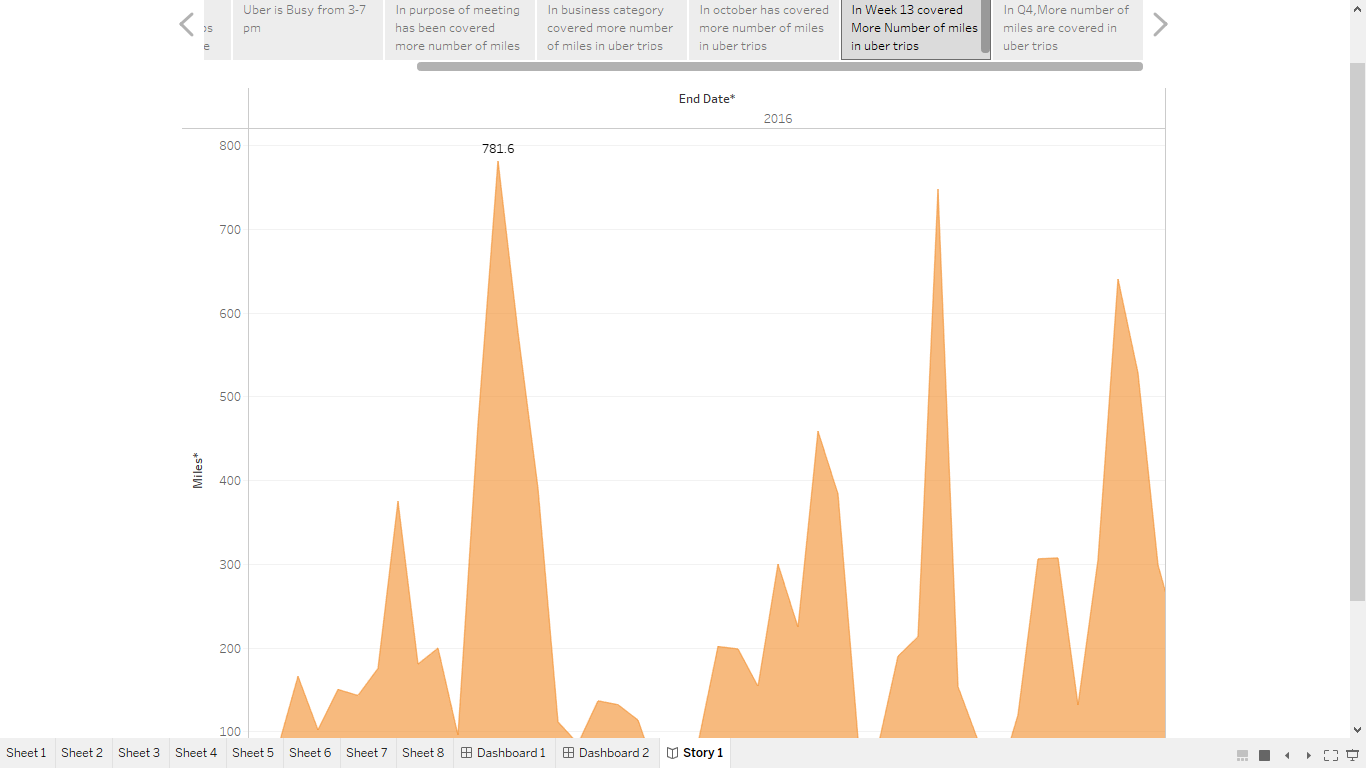 os
e
Uber is Busy from 3-7
pm
In purpose of meeting
has been covered
more number of miles
In business category
covered more number
of miles in uber trips
In october has covered
more number of miles
in uber trips
In Week 13 covered
More Number of miles
in uber trips
In Q4,More number of
miles are covered in
uber trips
End Date*
2016
781.6
800
700
600
500
400
300
200
100
Miles*
Sheet 1
Sheet 2
Sheet 3
Sheet 4
Sheet 5
Sheet 6
Sheet 7
Sheet 8
Dashboard 1
Dashboard 2
Story 1